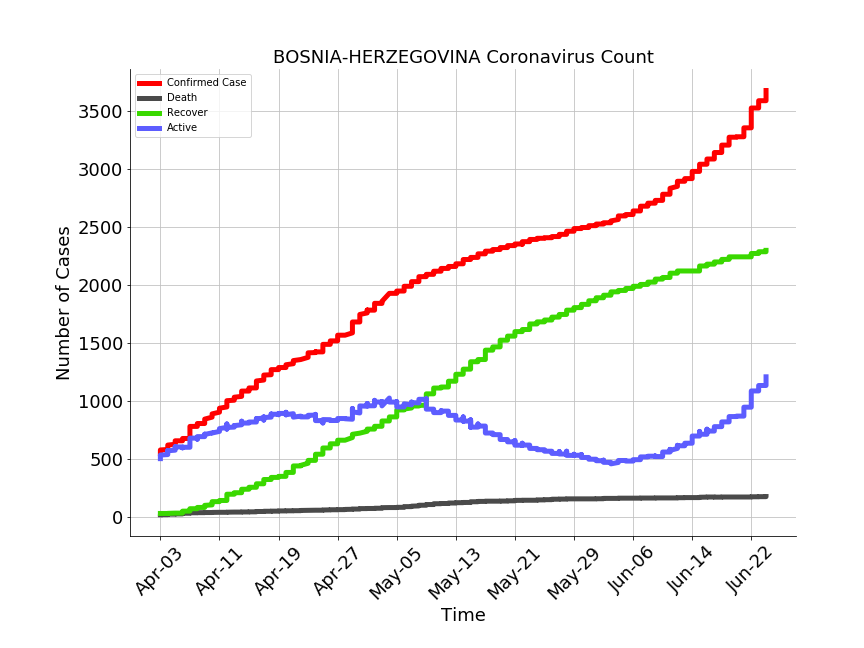 BOSNIA-HERZEGOVINA Coronavirus Count
Confirmed Case
Death
Recover
Active
Number of Cases
3500
3000
2500
2000
1500
1000
500
0
Apr-03
Apr-11
Apr-19
Apr-27
May-05
May-13
May-21
May-29
Jun-06
Jun-14
Jun-22
Time